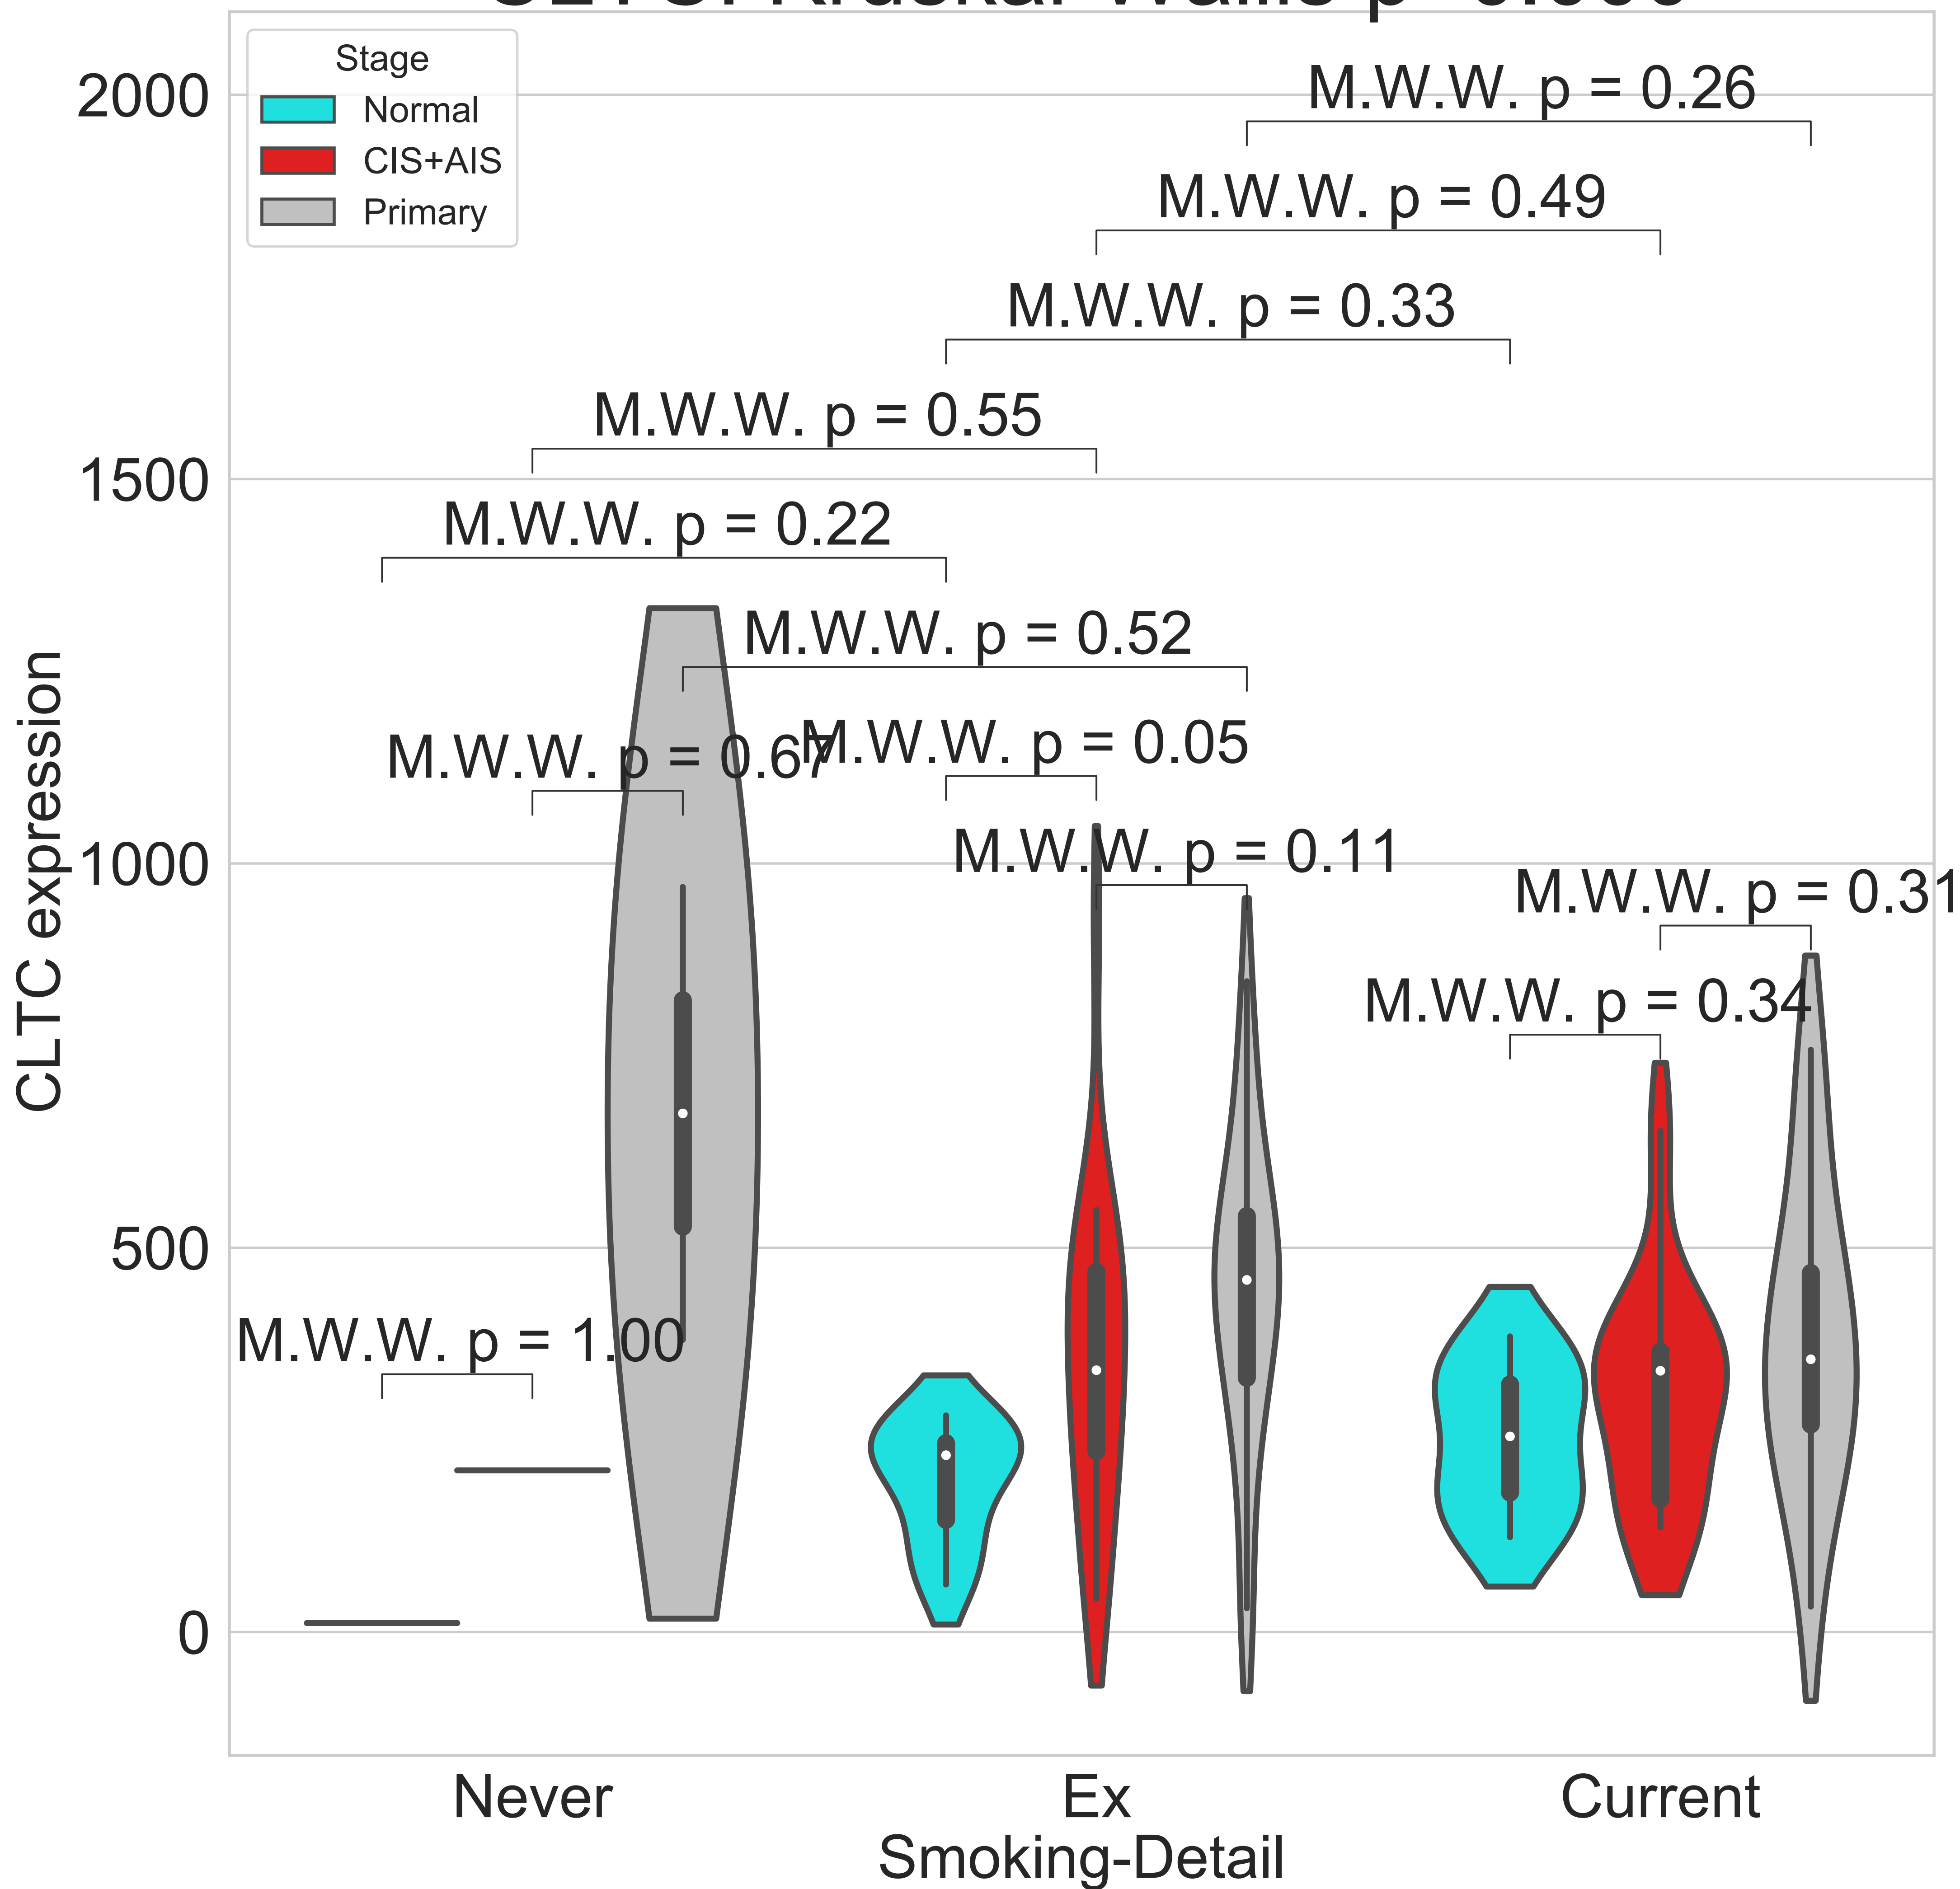 Stage
Normal
CIS+AIS
Primary
2000
1500
1000
500
0
CLTC expression
M.W.W. p = 0.26
M.W.W. p = 0.49
M.W.W. p = 0.33
M.W.W. p = 0.55
M.W.W. p = 0.22
M.W.W. p = 0.52
M.W.W. p = 0.67
M.W.W. p = 0.05
M.W.W. p = 0.11
M.W.W. p = 0.31
M.W.W. p = 0.34
M.W.W. p = 1.00
Never
Ex
Current
Smoking-Detail